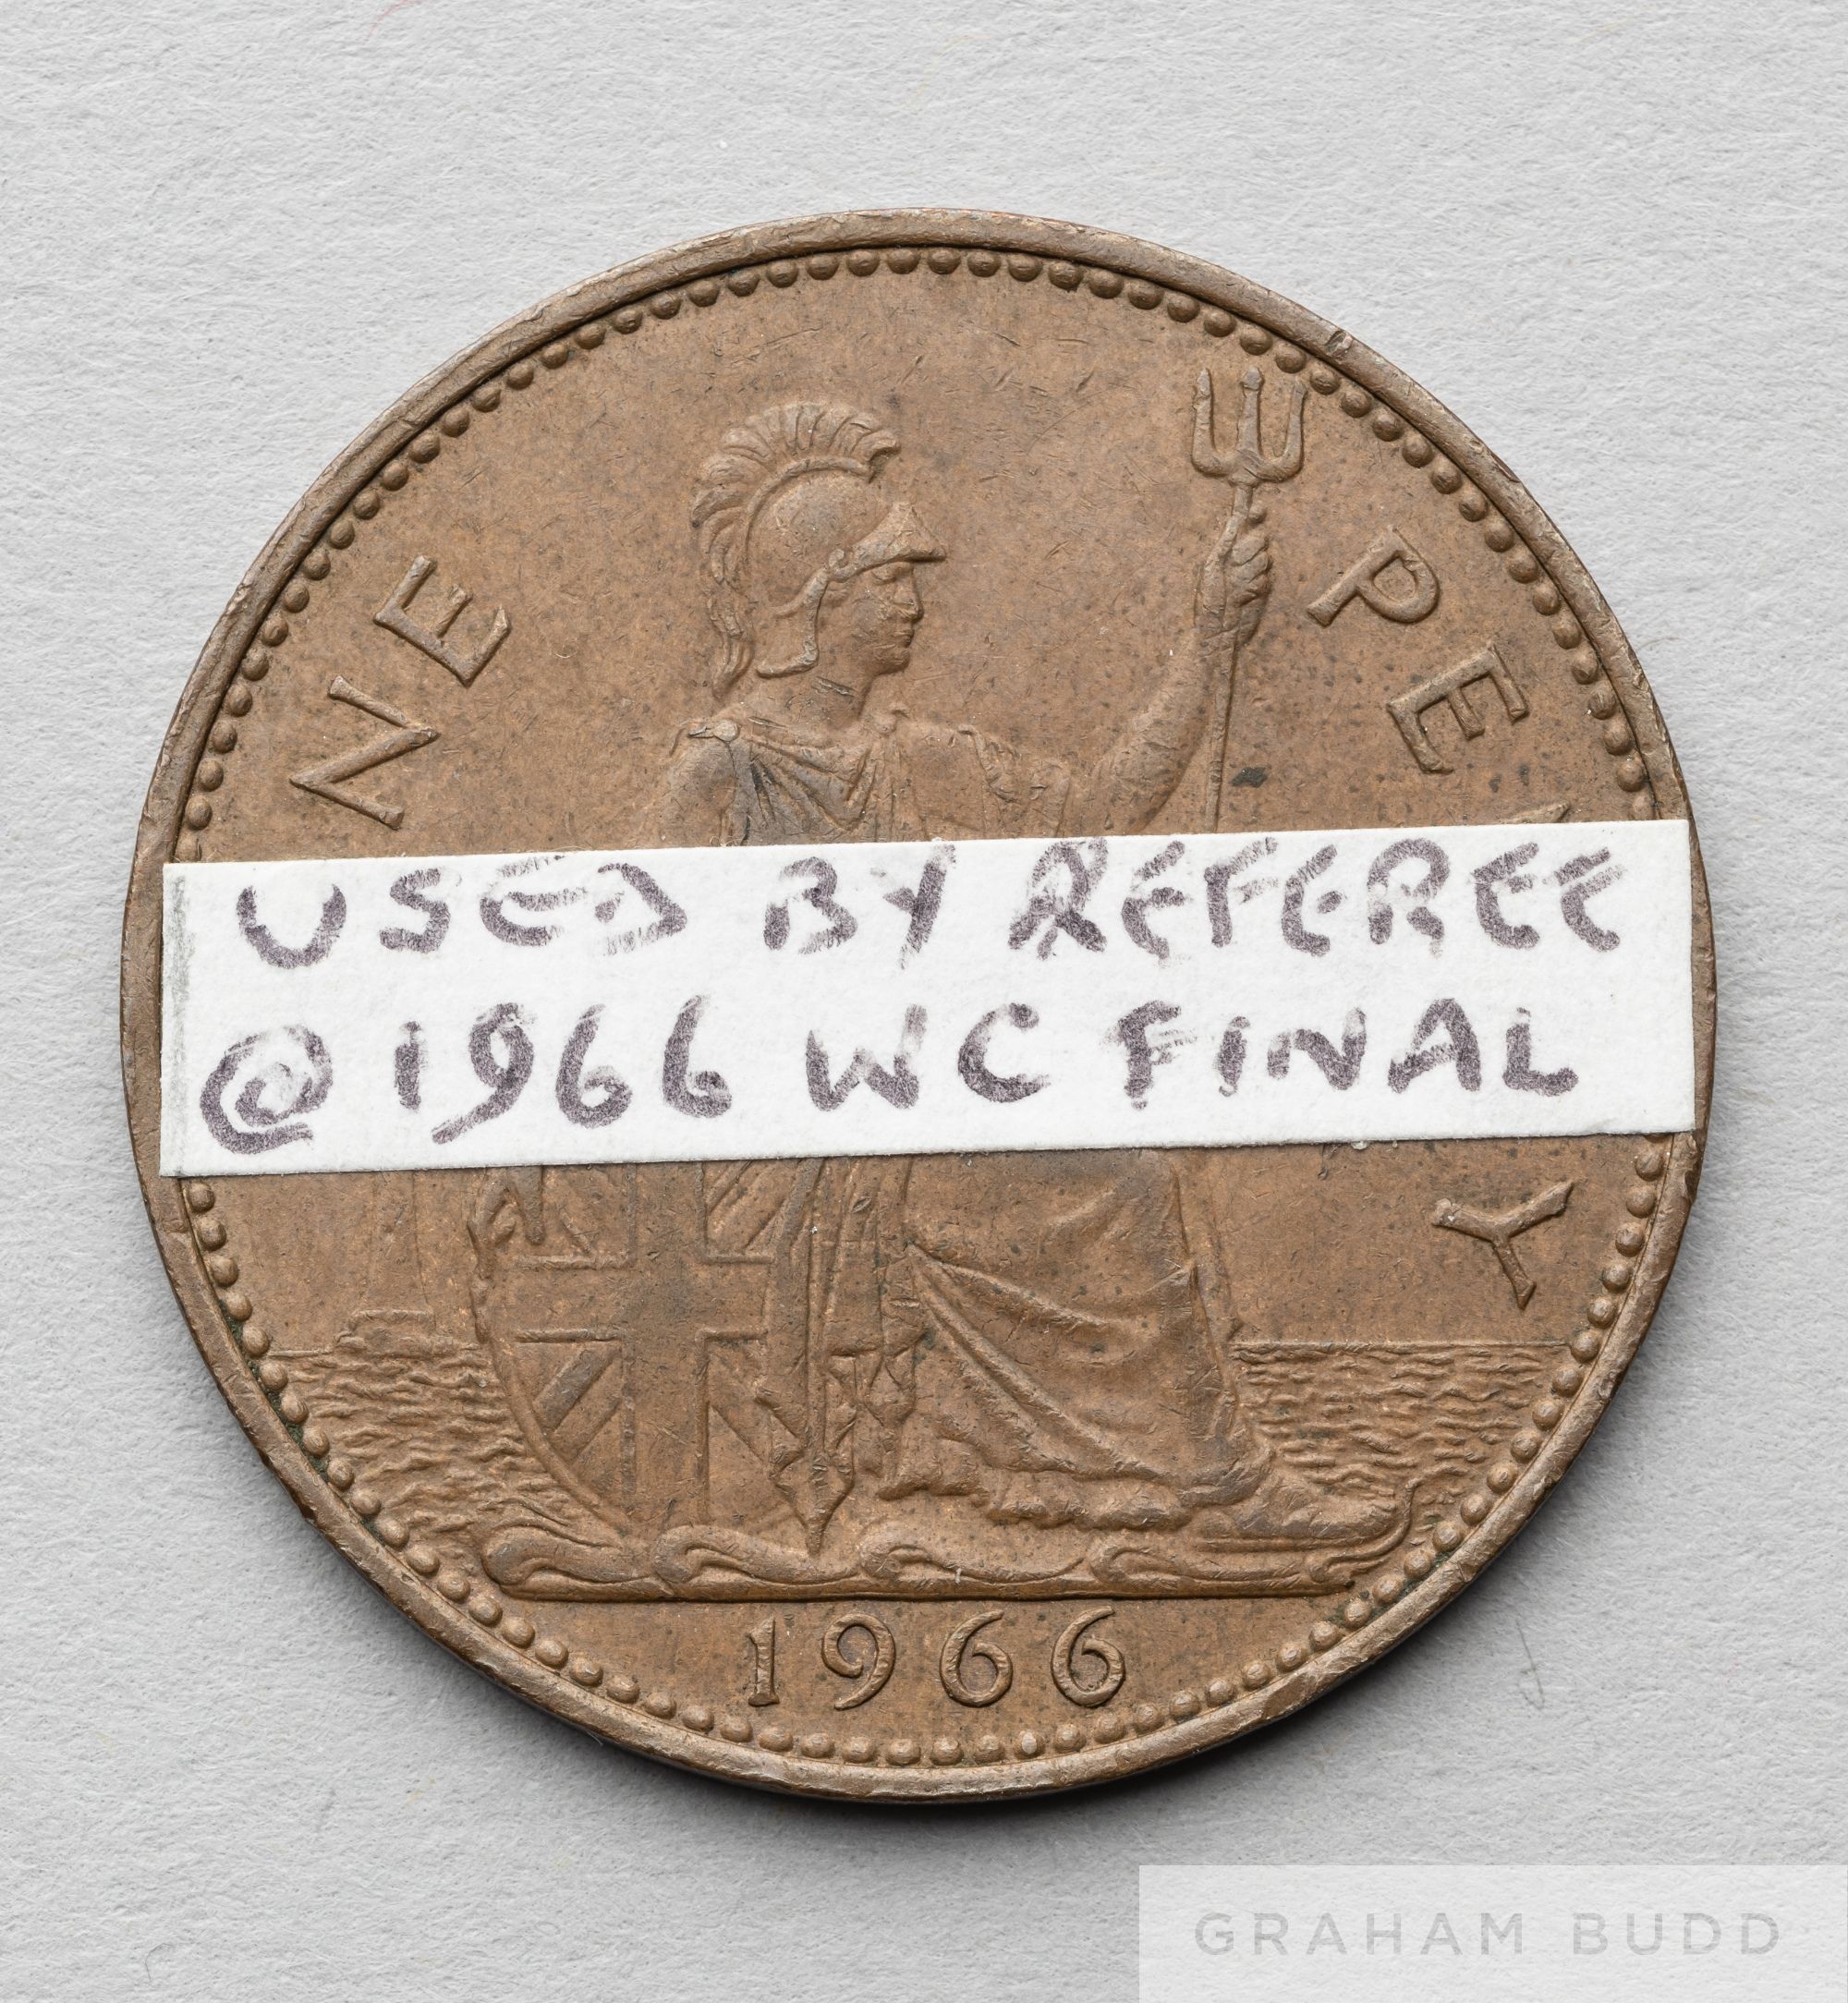 NE PE
USED BY REFEREE
@ 1966 WC FINAL
Y
1966
GRAHAM BUDD